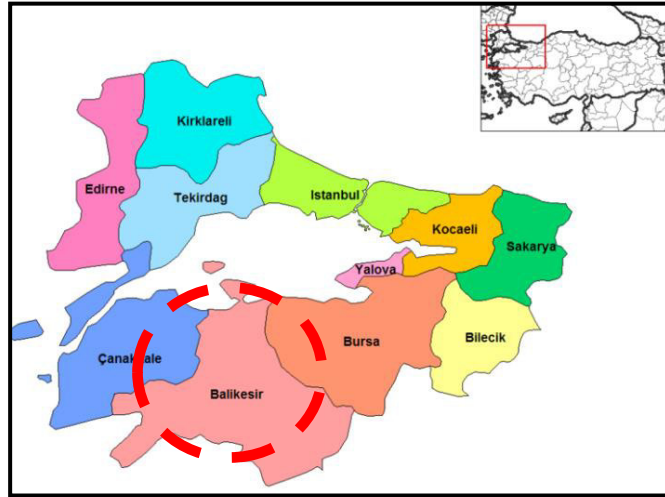 Kirklareli
Edirne
Tekirdag
Istanbul
Kocaeli
Sakarya
Yalova
Çanakkale
Bursa
Bilecik
Balikesir